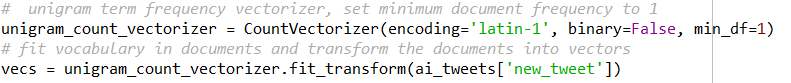 #  unigram term frequency vectorizer, set minimum document frequency to 1
unigram_count_vectorizer = CountVectorizer(encoding='latin-1', binary=False, min_df=1)
# fit vocabulary in documents and transform the documents into vectors
vecs = unigram_count_vectorizer.fit_transform(ai_tweets['new_tweet'])